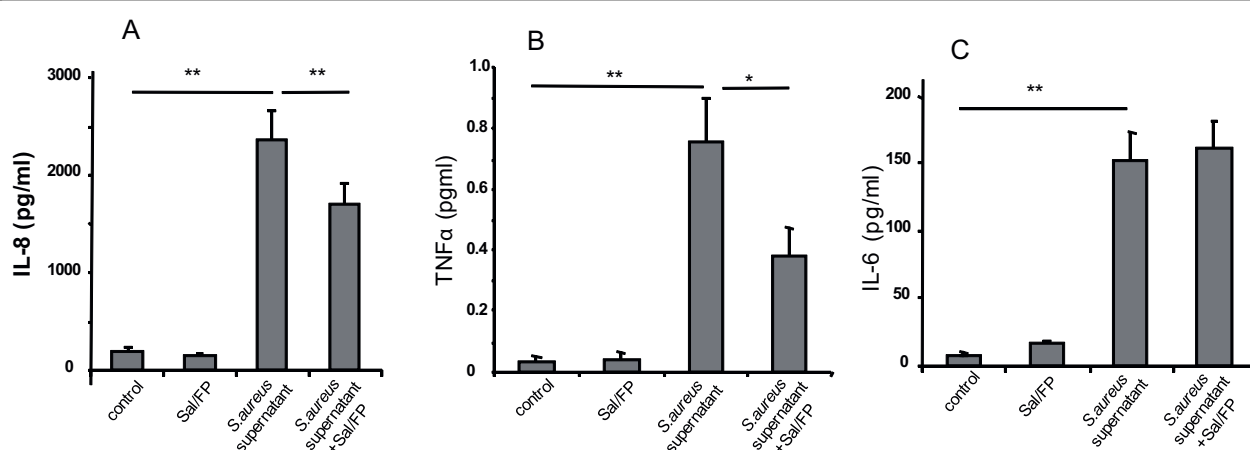 A
IL-8 (pg/ml)
3000
2000
1000
0
**
**
control
Sal/FP
S.aureus
supernatant
S.aureus
supernatant
+Sal/FP
B
TNFα (pgml)
1.0
0.8
0.6
0.4
0.2
0
**
*
control
Sal/FP
S.aureus
supernatant
S.aureus
supernatant
+Sal/FP
C
IL-6 (pg/ml)
200
150
100
50
0
**
control
Sal/FP
S.aureus
supernatant
S.aureus
supernatant
+Sal/FP